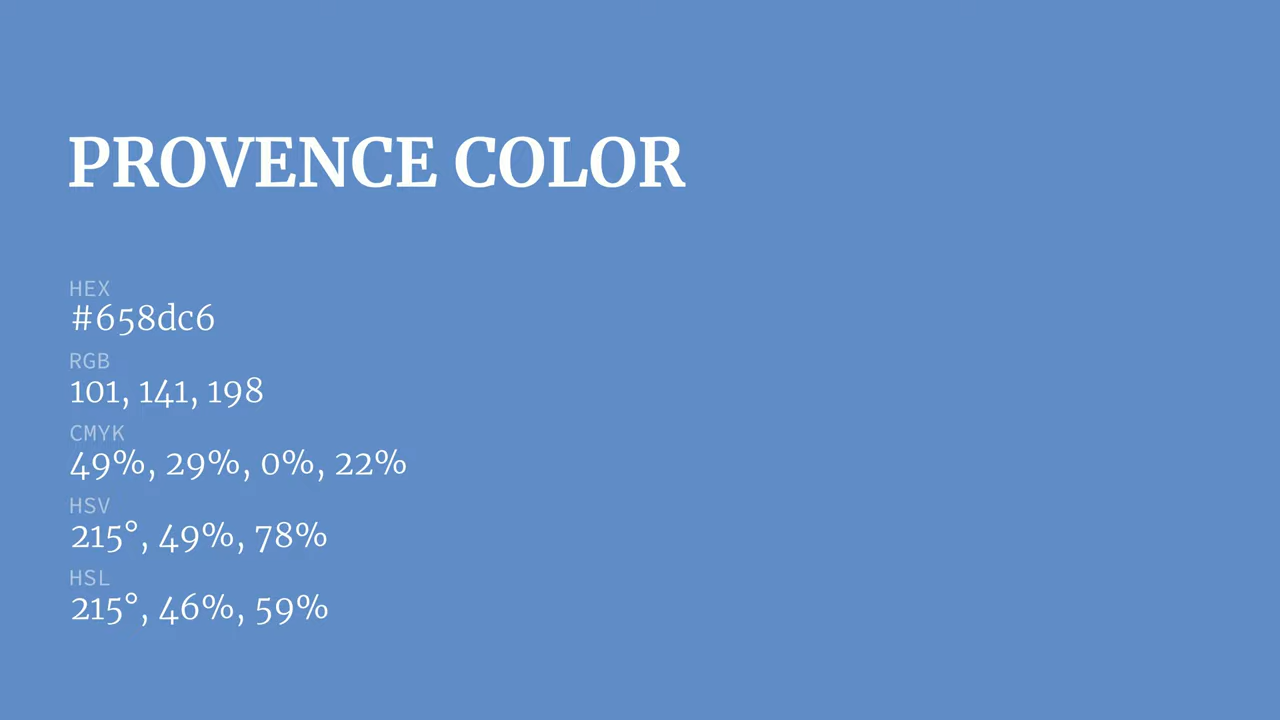 PROVENCE COLOR
HEX
#658dc6
RGB
101, 141, 198
CMYK
49%, 29%, 0%, 22%
HSV
215°, 49%, 78%
HSL
215°, 46%, 59%